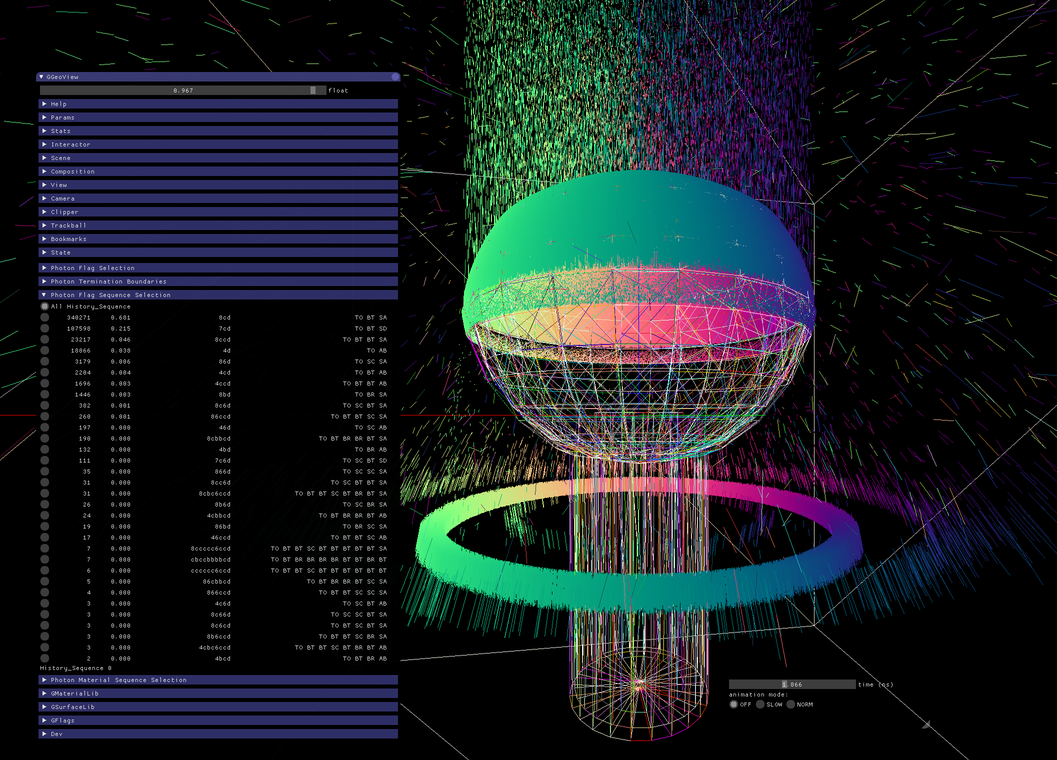 GGeoView
0.967 float
Help
Params
Stats
Interactor
Scene
Composition
View
Camera
Clipper
Trackball
Bookmarks
State
Photon Flag Selection
Photon Termination Boundaries
Photon Flag Sequence Selection
All History_Sequence
340271 0.681 8cd TO BT SA
107598 0.215 7cd TO BT SD
23217 0.046 8ccd TO BT BT SA
18866 0.038 4d TO AB
3179 0.006 86d TO SC SA
2204 0.004 4cd TO BT AB
1696 0.003 4ccd TO BT BT AB
1446 0.003 8bd TO BR SA
302 0.001 8c6d TO SC BT SA
260 0.001 86ccd TO BT BT SC SA
197 0.000 46d TO SC AB
190 0.000 8cbbcd TO BT BR BR BT SA
132 0.000 4bd TO BR AB
111 0.000 7c6d TO SC BT SD
35 0.000 866d TO SC SC SA
31 0.000 8cc6d TO SC BT BT SA
31 0.000 8cbc6ccd TO BT BT SC BT BR BT SA
26 0.000 8b6d TO SC BR SA
24 0.000 4cbbcd TO BT BR BR BT AB
19 0.000 86bd TO BR SC SA
17 0.000 46ccd TO BT BT SC AB
7 0.000 8ccccc6ccd TO BT BT SC BT BT BT BT BT SA
7 0.000 cbccbbbbcd TO BT BR BR BR BR BT BT BR BT
6 0.000 cccccc6ccd TO BT BT SC BT BT BT BT BT BT
5 0.000 86cbbcd TO BT BR BR BT SC SA
4 0.000 866ccd TO BT BT SC SC SA
3 0.000 4c6d TO SC BT AB
3 0.000 8c66d TO SC SC BT SA
3 0.000 8c6ccd TO BT BT SC BT SA
3 0.000 8b6ccd TO BT BT SC BR SA
3 0.000 4cbc6ccd TO BT BT SC BT BR BT AB
2 0.000 4bcd TO BT BR AB
History_Sequence 0
Photon Material Sequence Selection
GMaterialLib
GSurfaceLib
GFlags
Dev
.866 time (ns)
animation mode:
OFF SLOW NORM